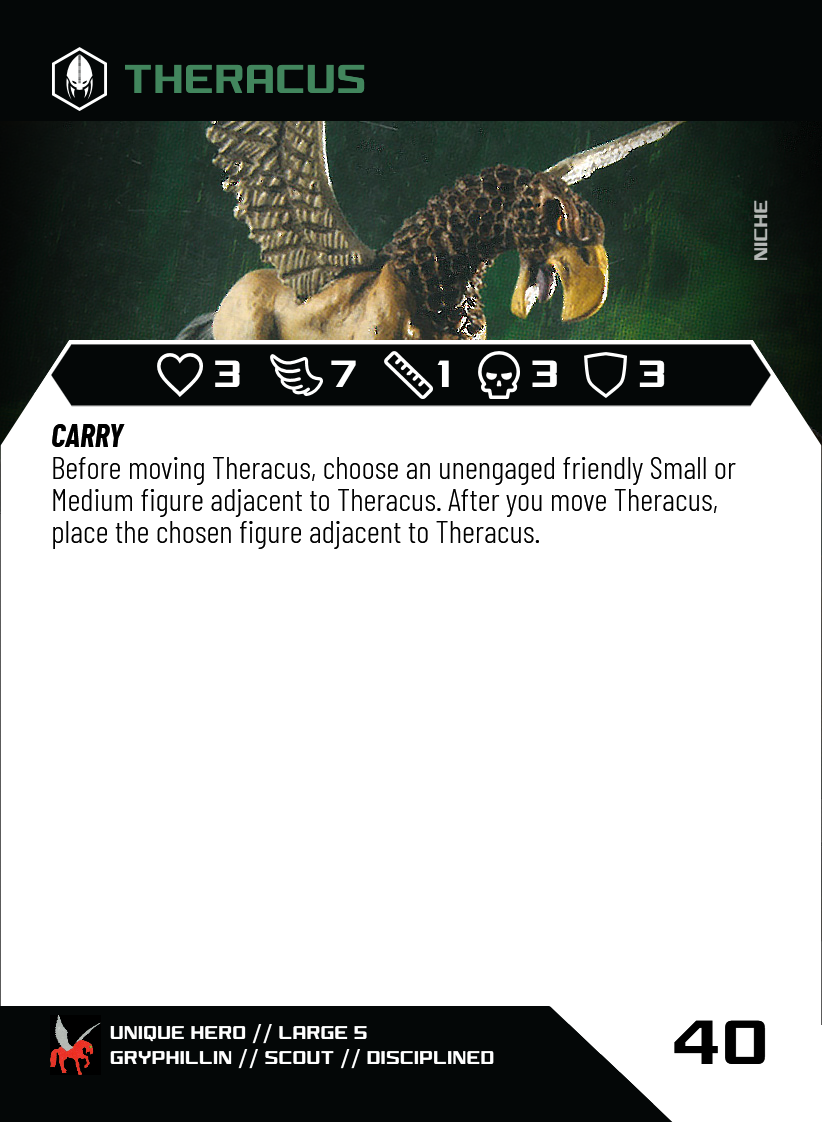 THERACUS
NICHE
3 7 1 3 3
CARRY
Before moving Theracus, choose an unengaged friendly Small or
Medium figure adjacent to Theracus. After you move Theracus,
place the chosen figure adjacent to Theracus.
UNIQUE HERO // LARGE 5
GRYPHILLIN // SCOUT // DISCIPLINED
40